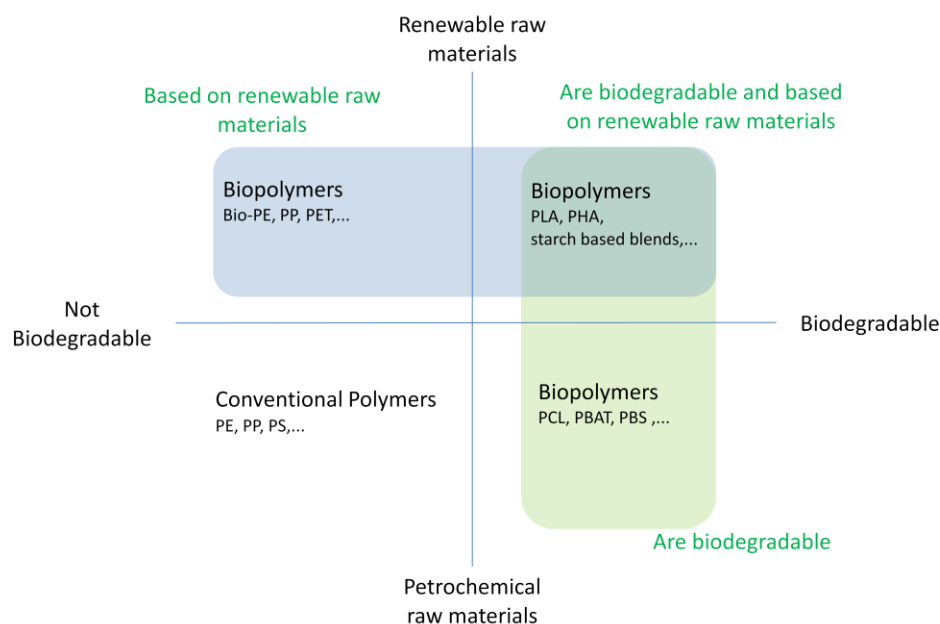 Renewable raw
materials
Based on renewable raw
materials
Are biodegradable and based
on renewable raw materials
Biopolymers
Bio-PE, PP, PET,...
Biopolymers
PLA, PHA,
starch based blends,...
Not
Biodegradable
Biodegradable
Conventional Polymers
PE, PP, PS,...
Biopolymers
PCL, PBAT, PBS ,...
Are biodegradable
Petrochemical
raw materials